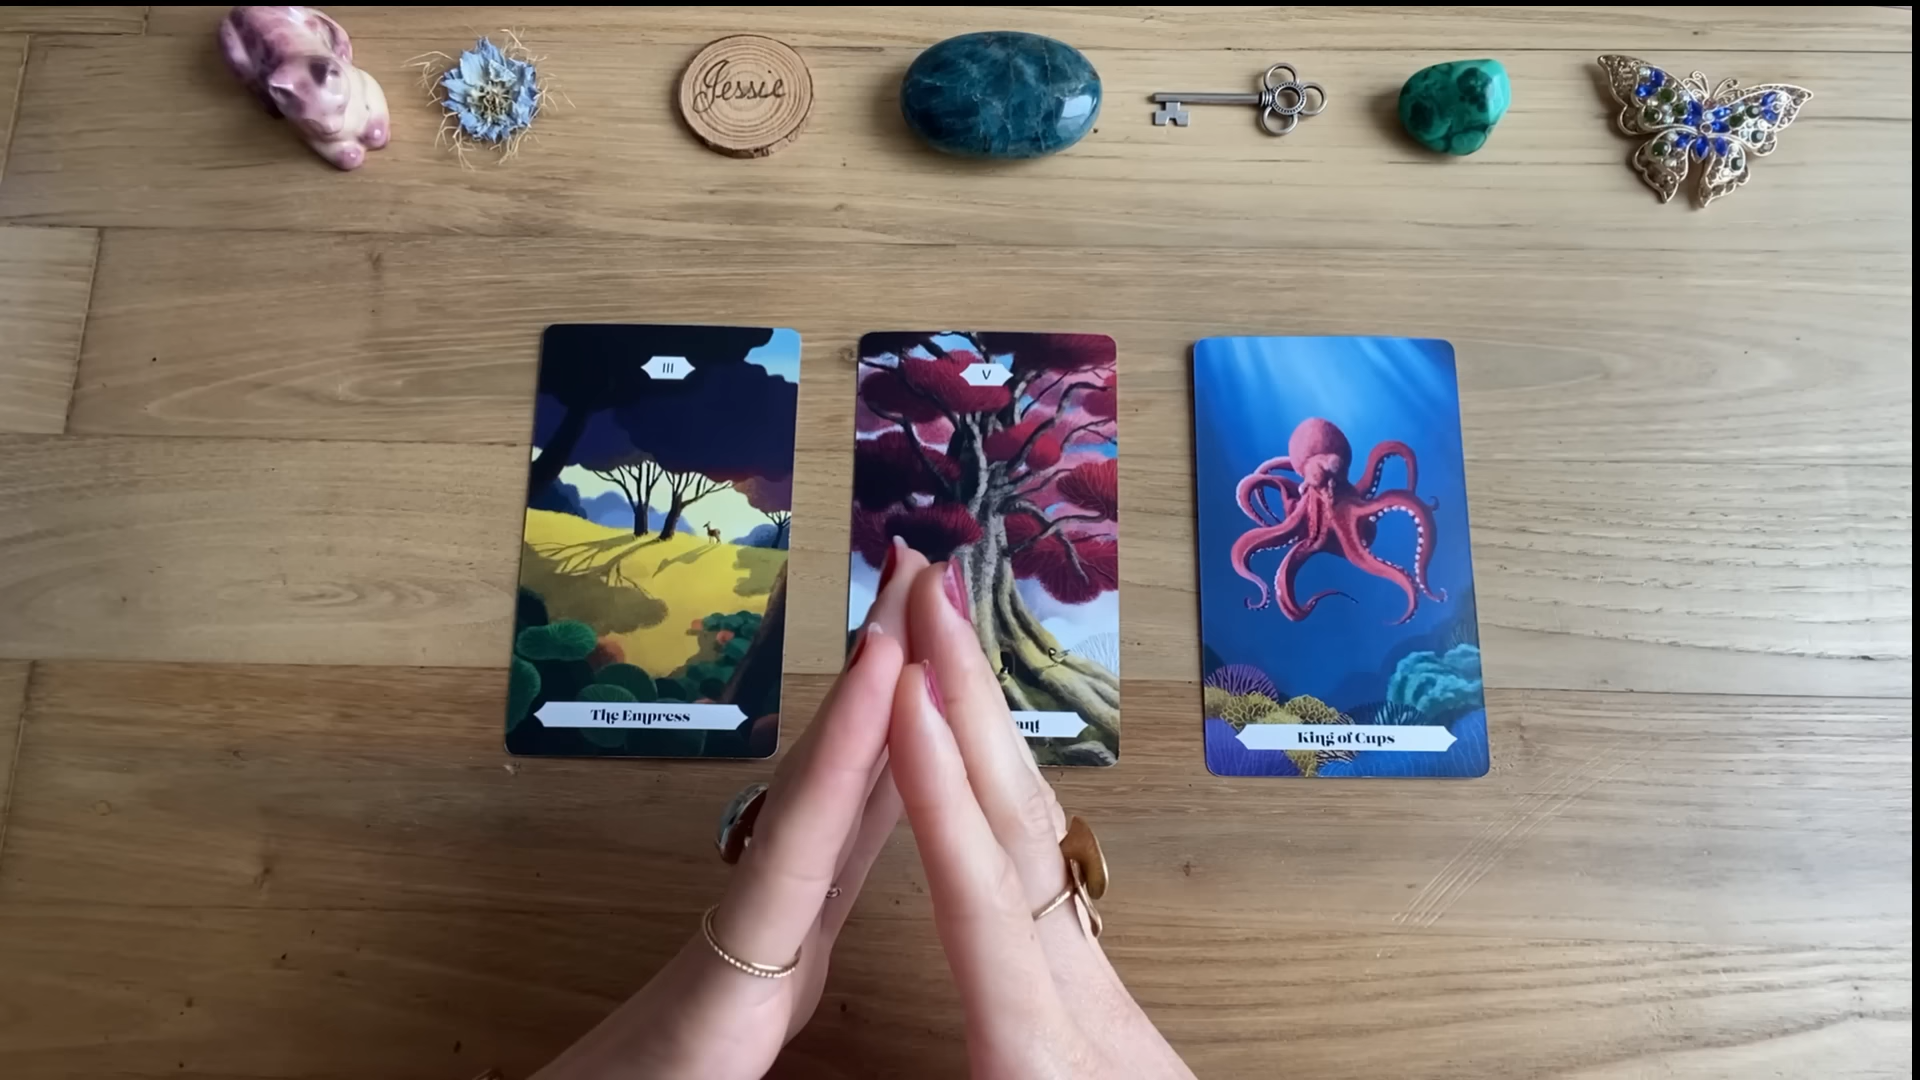 Jessie
III
V
The Empress
King of Cups